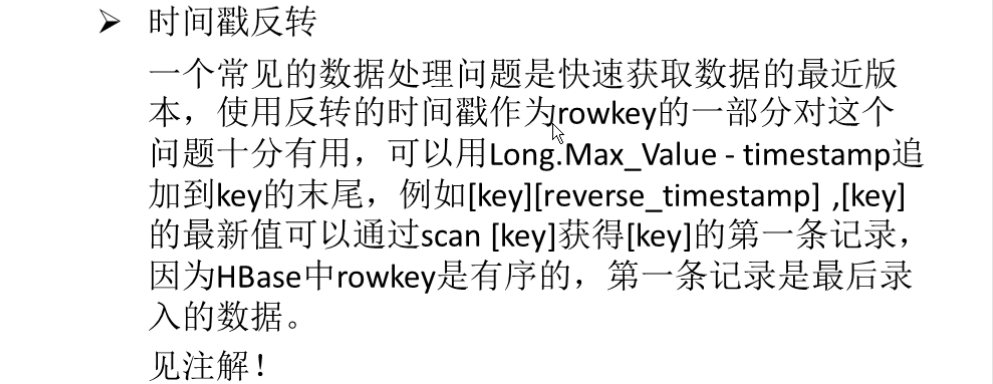 ➢ 时间戳反转
一个常见的数据处理问题是快速获取数据的最近版
本，使用反转的时间戳作为rowkey的一部分对这个
问题十分有用，可以用Long.Max_Value - timestamp追
加到key的末尾，例如[key][reverse_timestamp] ,[key]
的最新值可以通过scan [key]获得[key]的第一条记录，
因为HBase中rowkey是有序的，第一条记录是最后录
入的数据。
见注解！